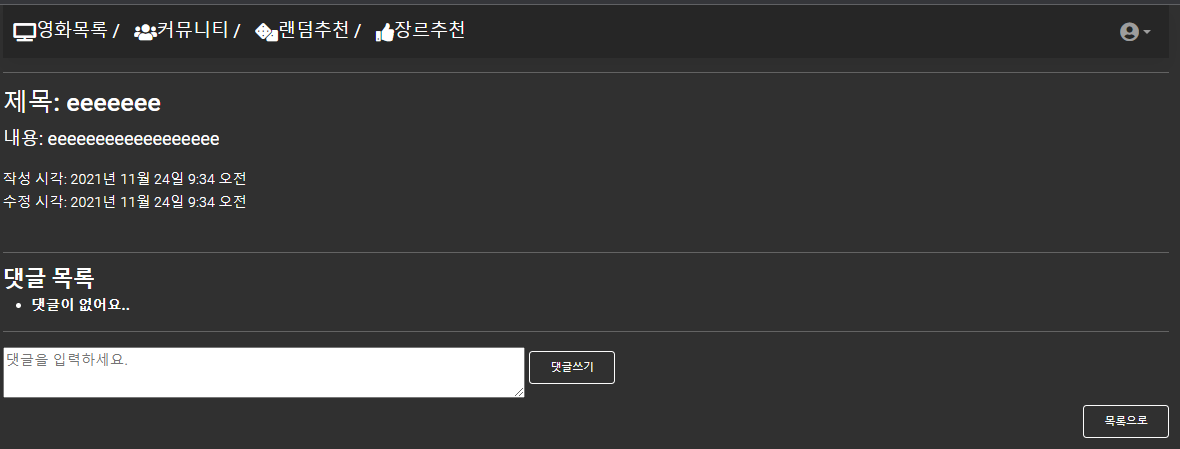 영화목록 / 커뮤니티 / 랜덤추천 / 장르추천
제목: eeeeeee
내용: eeeeeeeeeeeeeeeeee
작성 시각: 2021년 11월 24일 9:34 오전
수정 시각: 2021년 11월 24일 9:34 오전
댓글 목록
• 댓글이 없어요..
댓글을 입력하세요. 댓글쓰기
목록으로